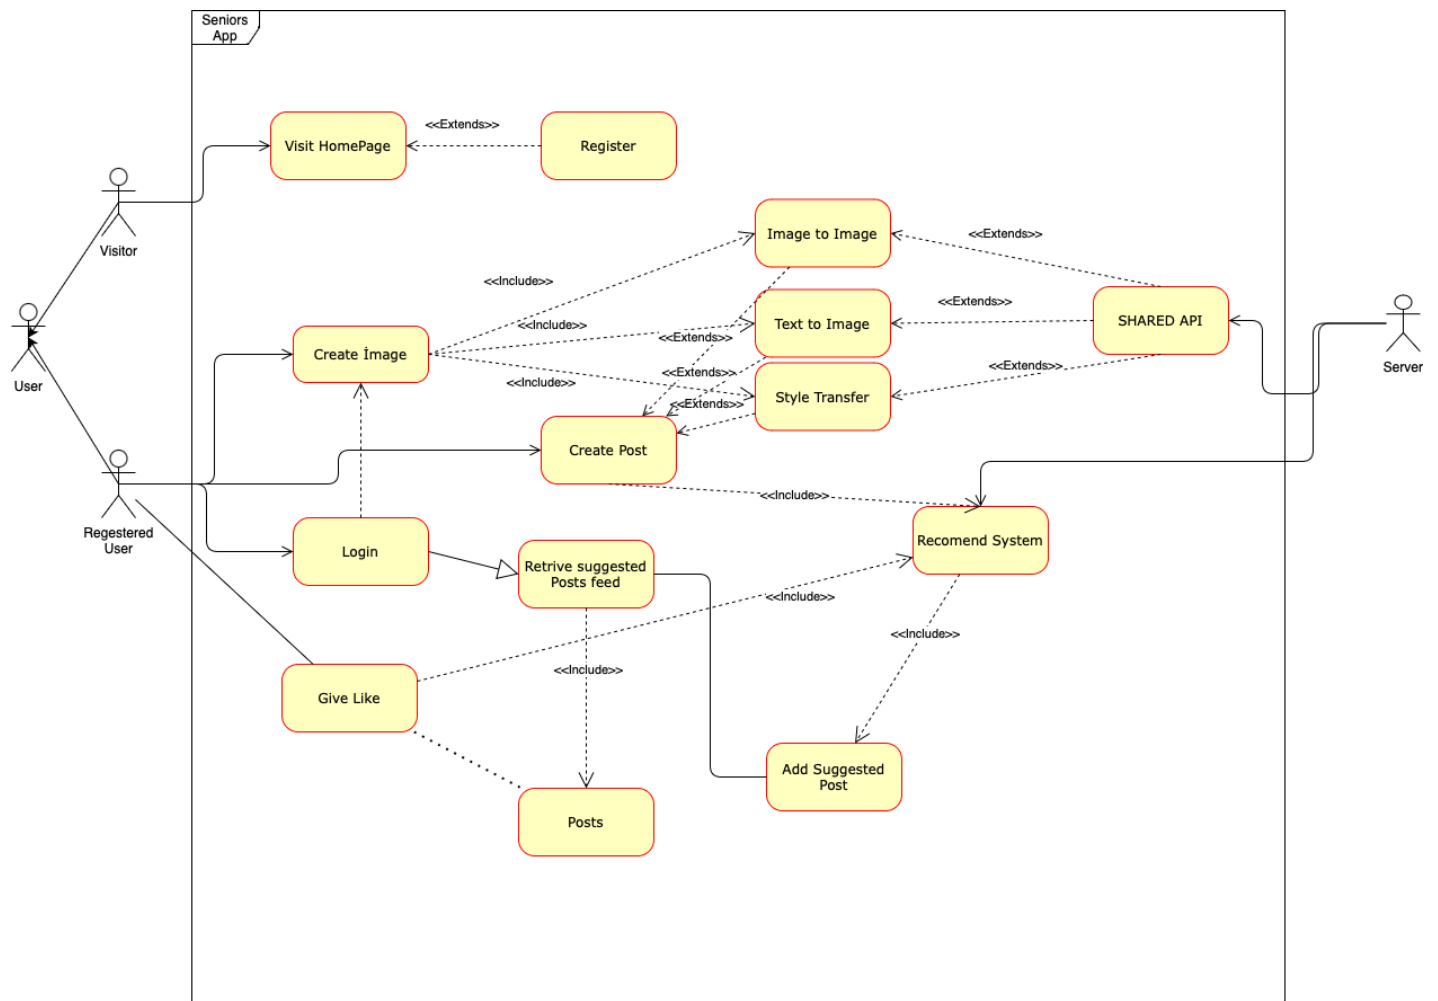 Seniors
App
<<Extends>>
Visit HomePage
Register
Visitor
Image to Image
<<Extends>>
<<Include>>
<<Extends>>
SHARED API
<<Include>>
Text to Image
<<Extends>>
User
Create İmage
<<Extends>>
Server
<<Extends>>
<<Include>>
Style Transfer
<<Extends>>
Create Post
<<Include>>
Regestered
User
Recomend System
Login
Retrive suggested
Posts feed
<<Include>>
<<Include>>
<<Include>>
Give Like
Add Suggested
Post
Posts